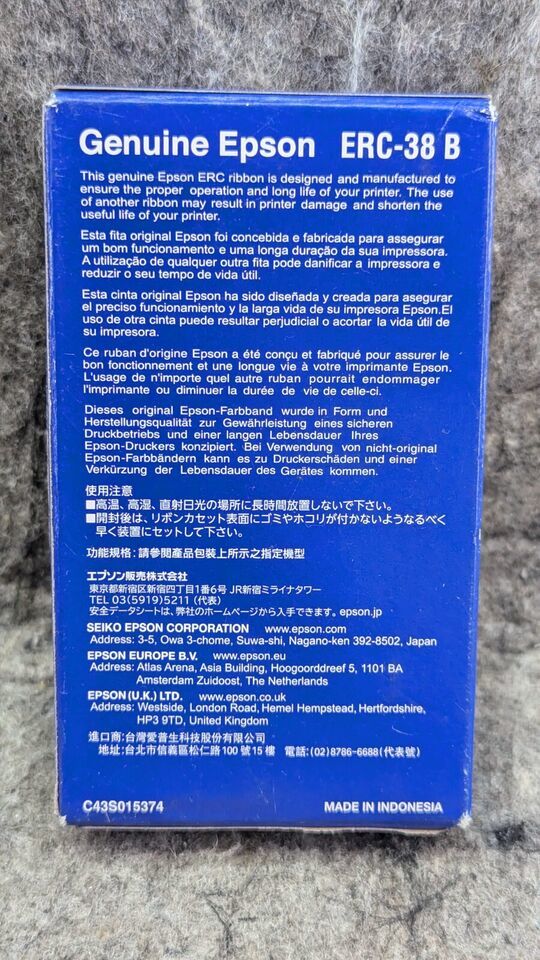 Genuine Epson ERC-38 B
This genuine Epson ERC ribbon is designed and manufactured to
ensure the proper operation and long life of your printer. The use
of another ribbon may result in printer damage and shorten the
useful life of your printer.
Esta fita original Epson foi concebida e fabricada para assegurar
um bom funcionamento e uma longa duração da sua impressora.
A utilização de qualquer outra fita pode danificar a impressora e
reduzir o seu tempo de vida útil.
Esta cinta original Epson ha sido diseñada y creada para asegurar
el preciso funcionamiento y la larga vida de su impresora Epson.El
uso de otra cinta puede resultar perjudicial o acortar la vida útil de
su impresora.
Ce ruban d'origine Epson a été conçu et fabriqué pour assurer le
bon fonctionnement et une longue vie à votre imprimante Epson.
L'usage de n'importe quel autre ruban pourrait endommager
l'imprimante ou diminuer la durée de vie de celle-ci.
Dieses original Epson-Farbband wurde in Form und
Herstellungsqualität zur Gewährleistung eines sicheren
Druckbetriebs und einer langen Lebensdauer Ihres
Epson-Druckers konzipiert. Bei Verwendung von nicht-original
Epson-Farbbändern kann es zu Druckerschäden und einer
Verkürzung der Lebensdauer des Gerätes kommen.
使用注意
■高温、高湿、直射日光の場所に長時間放置しないで下さい。
■開封後は、リボンカセット表面にゴミやホコリが付かないようなるべく
早く装置にセットして下さい。
功能規格：請參閱產品包裝上所示之指定機型
エプソン販売株式会社
東京都新宿区新宿四丁目1番6号 JR新宿ミライナタワー
TEL 03(5919)5211 (代表)
安全データシートは、弊社のホームページから入手できます。epson.jp
SEIKO EPSON CORPORATION www.epson.com
Address: 3-5, Owa 3-chome, Suwa-shi, Nagano-ken 392-8502, Japan
EPSON EUROPE B.V. www.epson.eu
Address: Atlas Arena, Asia Building, Hoogoorddreef 5, 1101 BA
Amsterdam Zuidoost, The Netherlands
EPSON (U.K.) LTD. www.epson.co.uk
Address: Westside, London Road, Hemel Hempstead, Hertfordshire,
HP3 9TD, United Kingdom
進口商:台灣愛普生科技股份有限公司
地址:台北市信義區松仁路100號15樓 電話:(02)8786-6688(代表號)
C43S015374 MADE IN INDONESIA